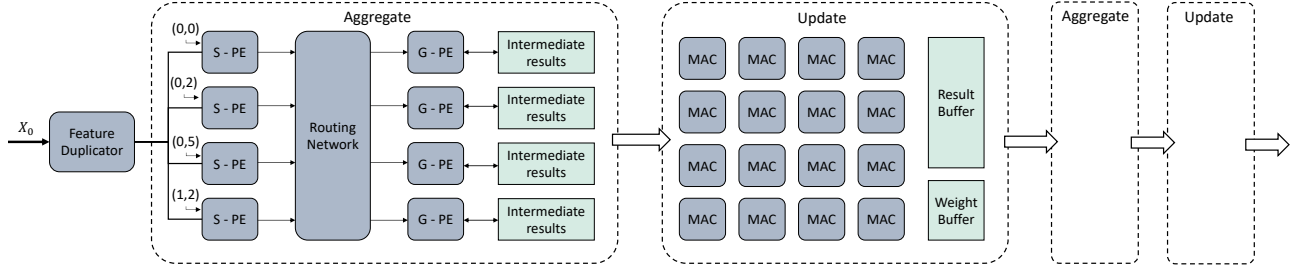 Aggregate
Update
Aggregate
Update
X0
Feature
Duplicator
(0,0)
S - PE
(0,2)
S - PE
(0,5)
S - PE
(1,2)
S - PE
Routing
Network
G - PE
G - PE
G - PE
G - PE
Intermediate
results
Intermediate
results
Intermediate
results
Intermediate
results
MAC MAC MAC MAC
MAC MAC MAC MAC
MAC MAC MAC MAC
MAC MAC MAC MAC
Result
Buffer
Weight
Buffer